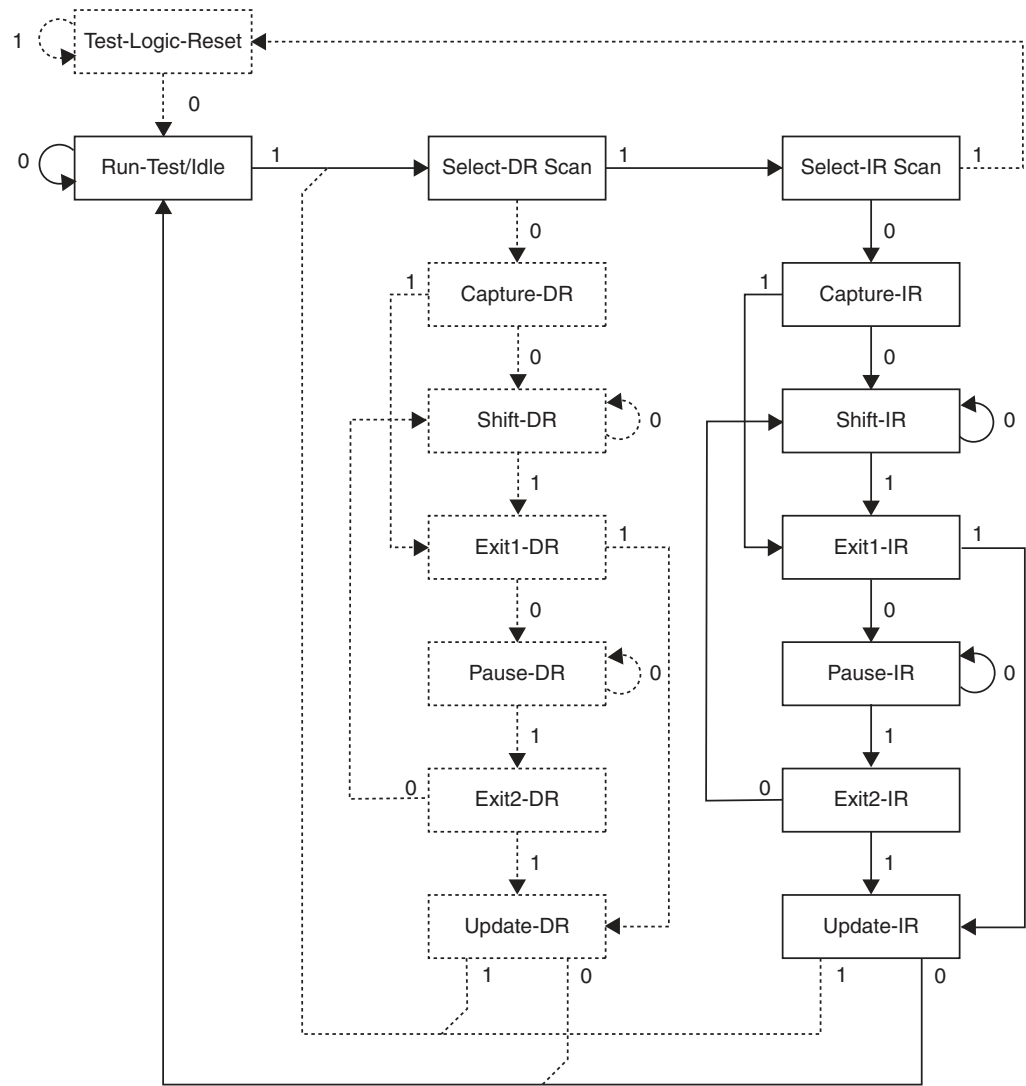 1
Test-Logic-Reset
0
0
Run-Test/Idle
1
Select-DR Scan
1
Select-IR Scan
1
0
0
1
Capture-DR
1
Capture-IR
0
0
Shift-DR
0
Shift-IR
0
1
1
Exit1-DR
1
Exit1-IR
1
0
0
Pause-DR
0
Pause-IR
0
1
1
0
Exit2-DR
0
Exit2-IR
1
1
Update-DR
Update-IR
1
0
1
0